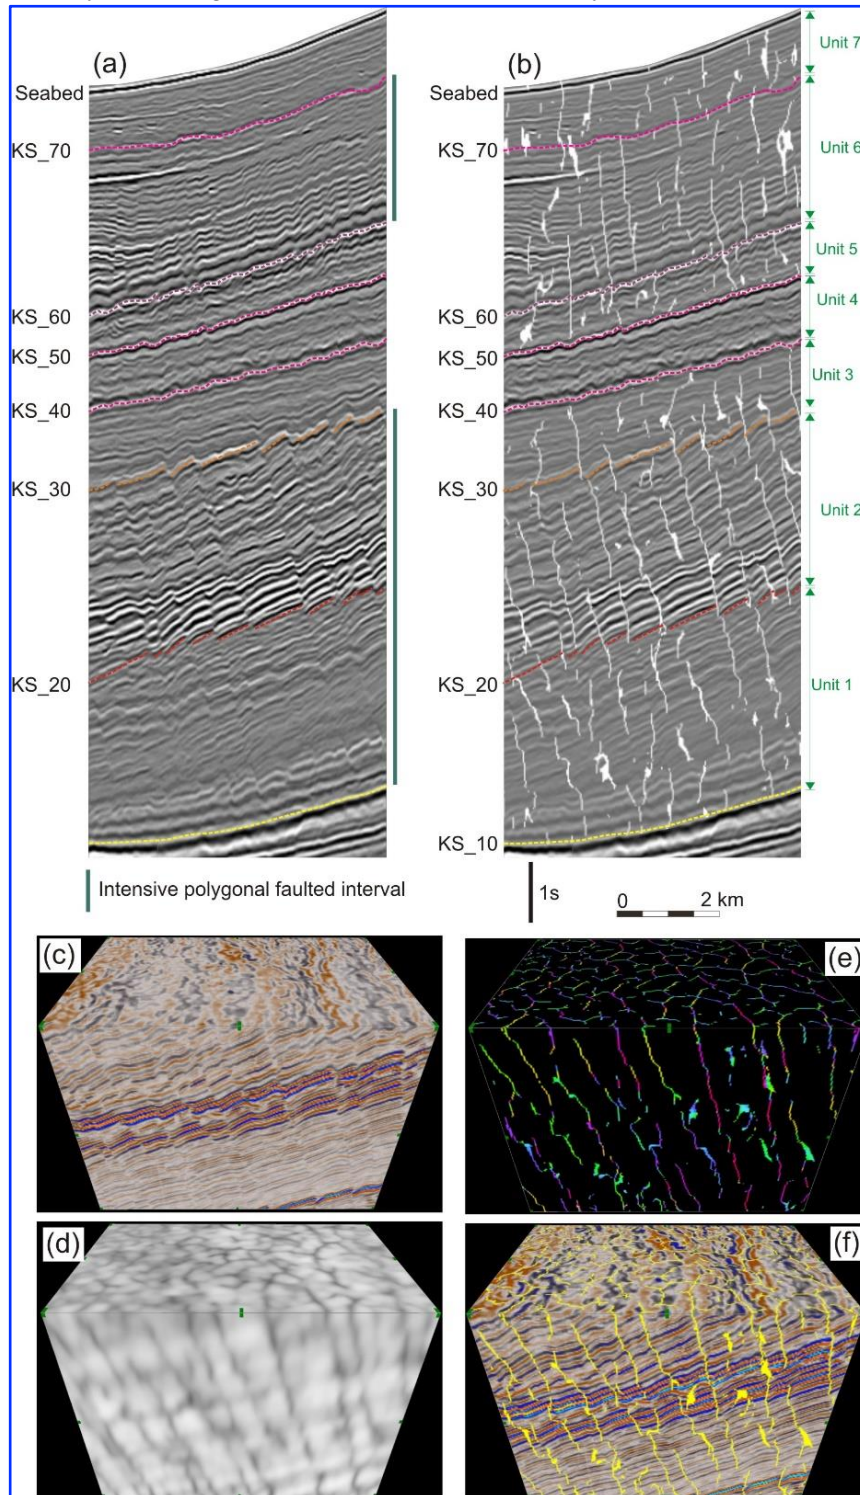 (a)
Seabed
KS_70
KS_60
KS_50
KS_40
KS_30
KS_20
(b)
Seabed
KS_70
KS_60
KS_50
KS_40
KS_30
KS_20
KS_10
Unit 7
Unit 6
Unit 5
Unit 4
Unit 3
Unit 2
Unit 1
Intensive polygonal faulted interval
1s
0 2 km
(c)
(e)
(d)
(f)